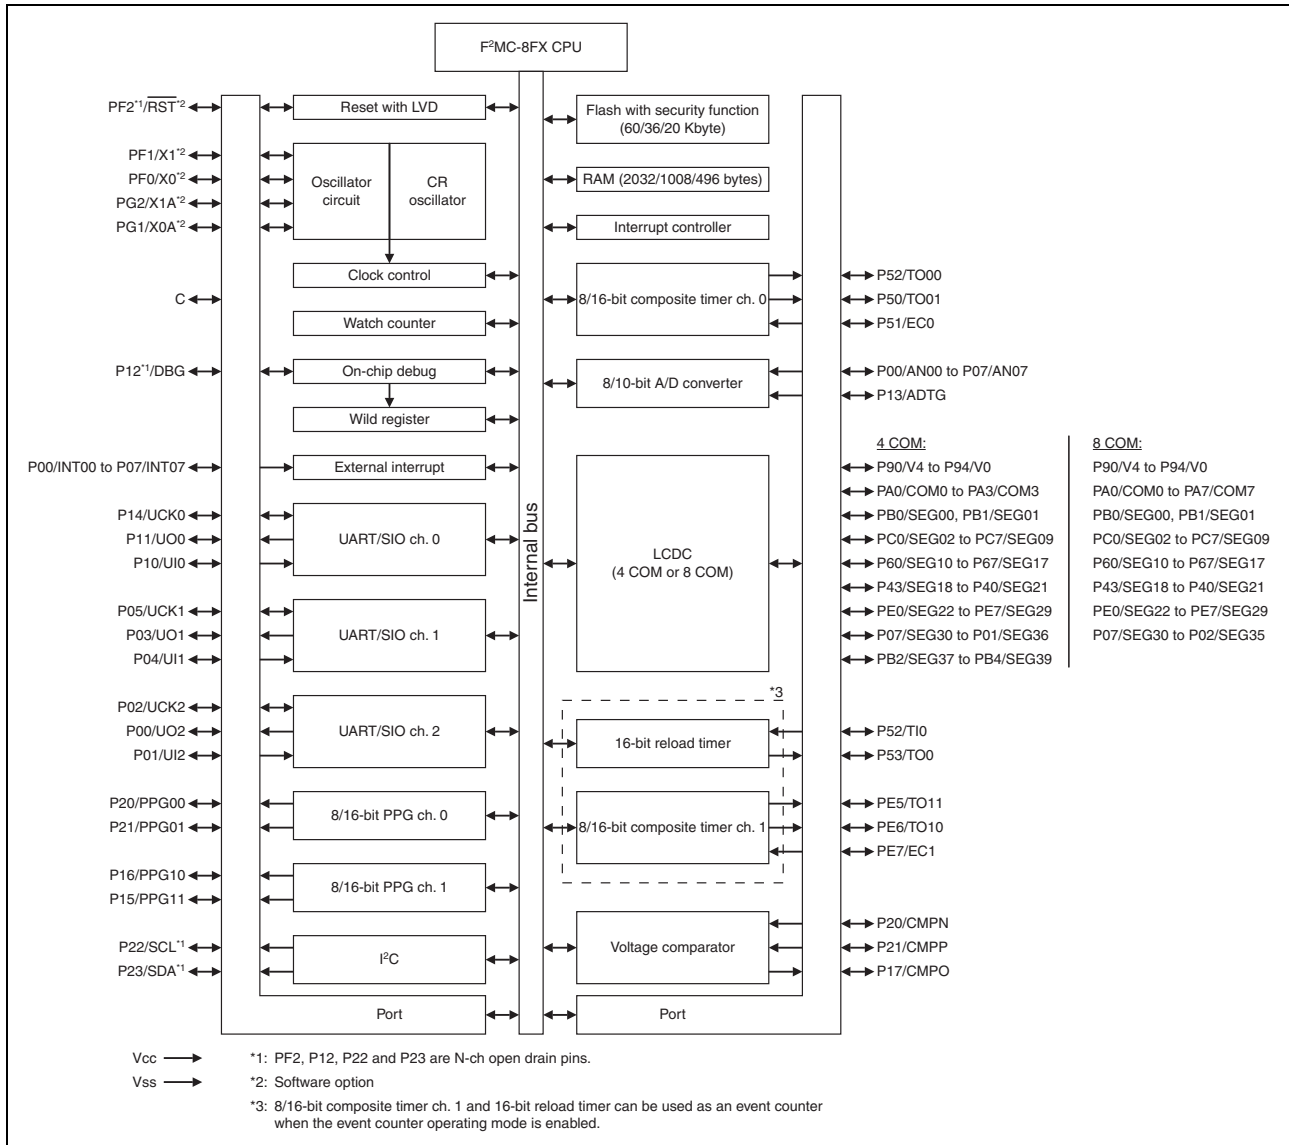 F²MC-8FX CPU
PF2*1/RST*2
Reset with LVD
Flash with security function
(60/36/20 Kbyte)
PF1/X1*2
PF0/X0*2
PG2/X1A*2
PG1/X0A*2
Oscillator
circuit
CR
oscillator
RAM (2032/1008/496 bytes)
Interrupt controller
Clock control
C
Watch counter
8/16-bit composite timer ch. 0
P52/TO00
P50/TO01
P51/EC0
P12*1/DBG
On-chip debug
Wild register
8/10-bit A/D converter
P00/AN00 to P07/AN07
P13/ADTG
P00/INT00 to P07/INT07
External interrupt
P14/UCK0
P11/UO0
P10/UI0
UART/SIO ch. 0
P05/UCK1
P03/UO1
P04/UI1
UART/SIO ch. 1
P02/UCK2
P00/UO2
P01/UI2
UART/SIO ch. 2
Internal bus
LCDC
(4 COM or 8 COM)
4 COM:
P90/V4 to P94/V0
PA0/COM0 to PA3/COM3
PB0/SEG00, PB1/SEG01
PC0/SEG02 to PC7/SEG09
P60/SEG10 to P67/SEG17
P43/SEG18 to P40/SEG21
PE0/SEG22 to PE7/SEG29
P07/SEG30 to P01/SEG36
PB2/SEG37 to PB4/SEG39
8 COM:
P90/V4 to P94/V0
PA0/COM0 to PA7/COM7
PB0/SEG00, PB1/SEG01
PC0/SEG02 to PC7/SEG09
P60/SEG10 to P67/SEG17
P43/SEG18 to P40/SEG21
PE0/SEG22 to PE7/SEG29
P07/SEG30 to P02/SEG35
*3
16-bit reload timer
P52/TI0
P53/TO0
P20/PPG00
P21/PPG01
8/16-bit PPG ch. 0
8/16-bit composite timer ch. 1
PE5/TO11
PE6/TO10
PE7/EC1
P16/PPG10
P15/PPG11
8/16-bit PPG ch. 1
P22/SCL*1
P23/SDA*1
I²C
Voltage comparator
P20/CMPN
P21/CMPP
P17/CMPO
Port
Port
Vcc
Vss
*1: PF2, P12, P22 and P23 are N-ch open drain pins.
*2: Software option
*3: 8/16-bit composite timer ch. 1 and 16-bit reload timer can be used as an event counter
when the event counter operating mode is enabled.